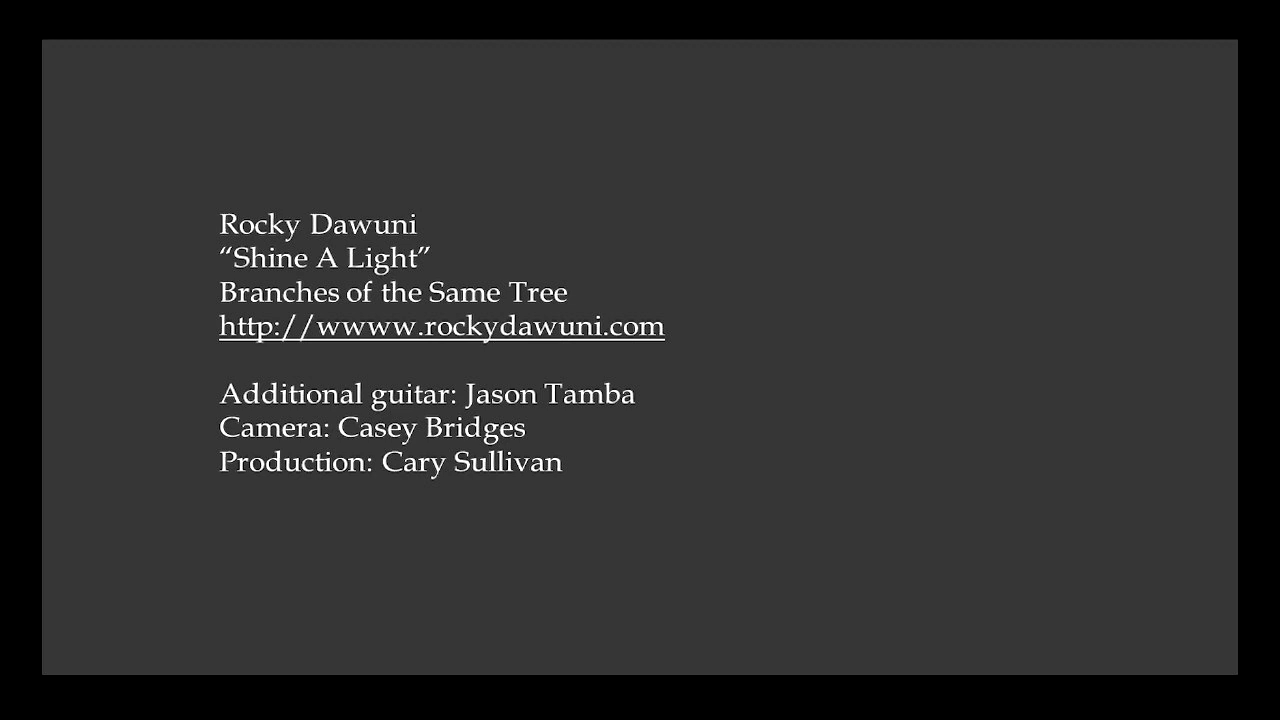 Rocky Dawuni
“Shine A Light”
Branches of the Same Tree
http://wwww.rockydawuni.com
Additional guitar: Jason Tamba
Camera: Casey Bridges
Production: Cary Sullivan